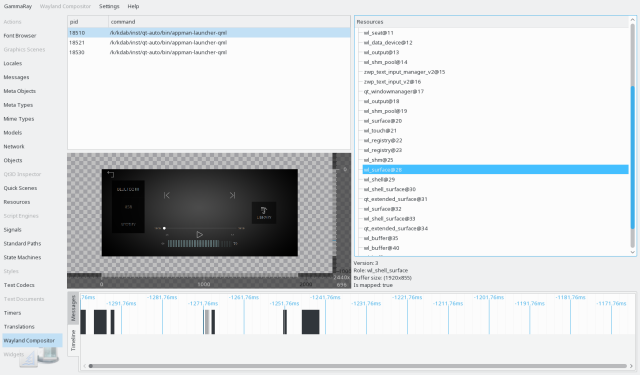 GammaRay Wayland Compositor Settings Help
Actions
Font Browser
Graphics Scenes
Locales
Messages
Meta Objects
Meta Types
Mime Types
Models
Network
Objects
QUIO Inspector
Quick Scenes
Resources
Script Engines
Signals
Standard Paths
State Machines
Styles
Text Codecs
Text Documents
Timers
Translations
Wayland Compositor
Widgets
pid command
18510 /k/kdab/inst/qt-auto/bin/appman-launcher-qml
18521 /k/kdab/inst/qt-auto/bin/appman-launcher-qml
18530 /k/kdab/inst/qt-auto/bin/appman-launcher-qml
0
1000
Resources
wl_seat@11
wl_data_device@12
wl_output@13
wl_shm_pool@14
zwp_text_input_manager_v2@15
zwp_text_input_v2@16
qt_windowmanager@17
wl_output@18
wl_shm_pool@19
wl_surface@20
wl_touch@21
wl_registry@22
wl_registry@23
wl_shm@25
wl_surface@28
wl_shell@29
wl_shell_surface@30
qt_extended_surface@31
wl_surface@32
wl_shell_surface@33
qt_extended_surface@34
wl_buffer@35
wl_buffer@40
Version: 3
Role: wl_shell_surface
Buffer size: (1920x855)
Is mapped: true
Messages
Timeline
.76ms -1281,76ms -1261,76ms -1241,76ms -1221,76ms -1201,76ms -1181,76ms
-1291,76ms -1271,76ms -1251,76ms -1231,76ms -1211,76ms -1191,76ms -1171,76ms